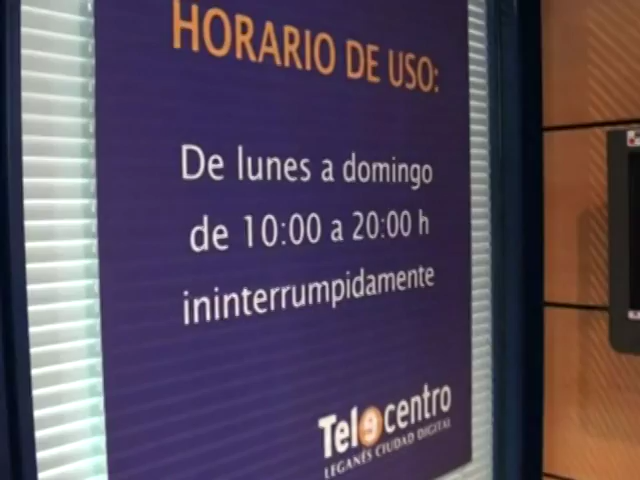 HORARIO DE USO:
De lunes a domingo
de 10:00 a 20:00 h
ininterrumpidamente
Telecentro
LEGANÉS CIUDAD DIGITAL